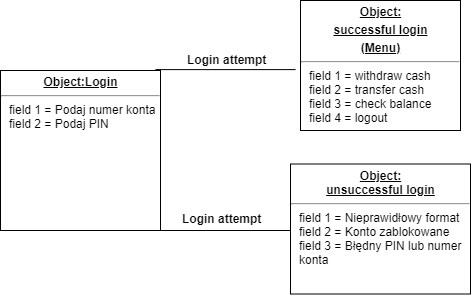 Object:
successful login
(Menu)
Login attempt
field 1 = withdraw cash
field 2 = transfer cash
field 3 = check balance
field 4 = logout
Object:Login
field 1 = Podaj numer konta
field 2 = Podaj PIN
Object:
unsuccessful login
Login attempt
field 1 = Nieprawidłowy format
field 2 = Konto zablokowane
field 3 = Błędny PIN lub numer
konta